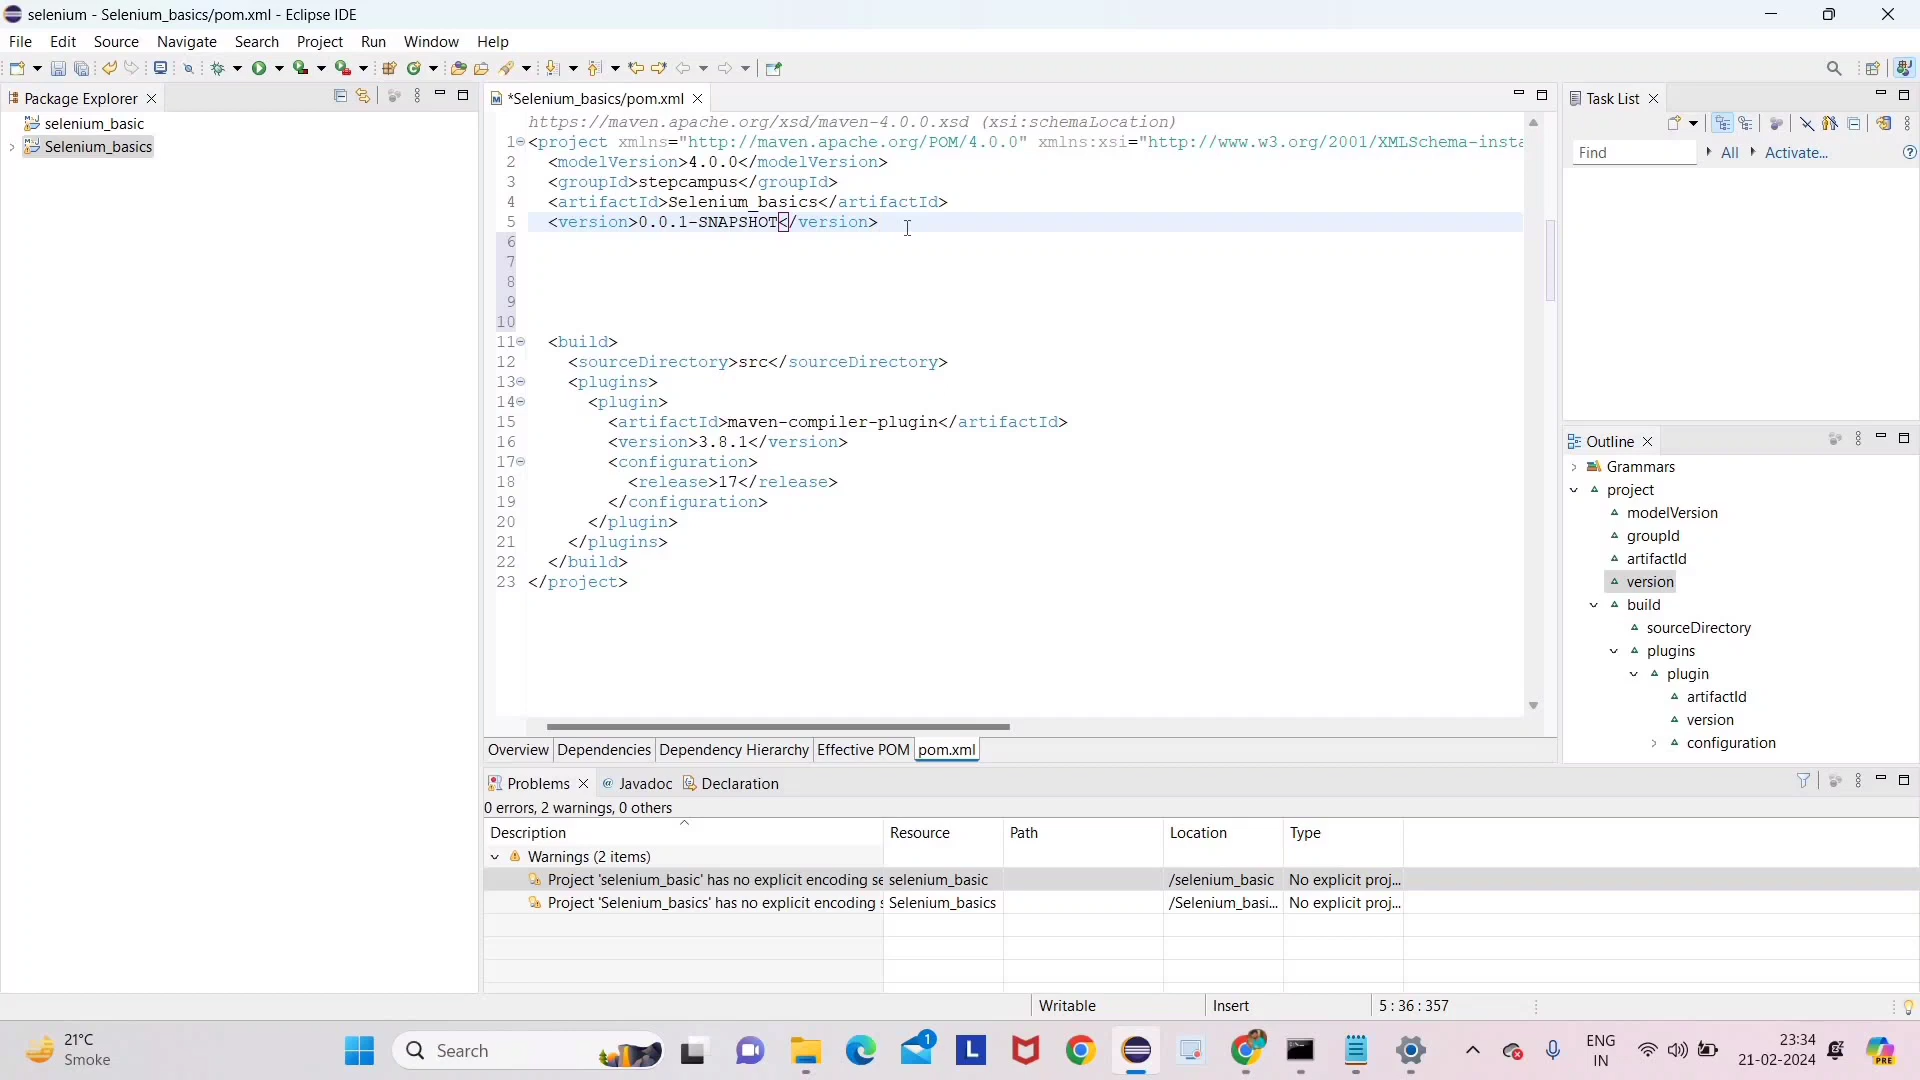 selenium - Selenium_basics/pom.xml - Eclipse IDE
File Edit Source Navigate Search Project Run Window Help
Package Explorer
selenium_basic
Selenium_basics
*Selenium_basics/pom.xml
https://maven.apache.org/xsd/maven-4.0.0.xsd (xsi:schemaLocation)
1 <project xmlns="http://maven.apache.org/POM/4.0.0" xmlns:xsi="http://www.w3.org/2001/XMLSchema-insta
2 <modelVersion>4.0.0</modelVersion>
3 <groupId>stepcampus</groupId>
4 <artifactId>Selenium_basics</artifactId>
5 <version>0.0.1-SNAPSHOT</version>
6
7
8
9
10
11 <build>
12 <sourceDirectory>src</sourceDirectory>
13 <plugins>
14 <plugin>
15 <artifactId>maven-compiler-plugin</artifactId>
16 <version>3.8.1</version>
17 <configuration>
18 <release>17</release>
19 </configuration>
20 </plugin>
21 </plugins>
22 </build>
23 </project>
Overview Dependencies Dependency Hierarchy Effective POM pom.xml
Task List
Find All Activate...
Outline
Grammars
project
modelVersion
groupId
artifactId
version
build
sourceDirectory
plugins
plugin
artifactId
version
configuration
Problems Javadoc Declaration
0 errors, 2 warnings, 0 others
Description Resource Path Location Type
Warnings (2 items)
Project 'selenium_basic' has no explicit encoding se selenium_basic /selenium_basic No explicit proj...
Project 'Selenium_basics' has no explicit encoding s Selenium_basics /Selenium_basi... No explicit proj...
Writable Insert 5 : 36 : 357
21°C
Smoke
Search
1
L
ENG
IN
23:34
21-02-2024
PRE